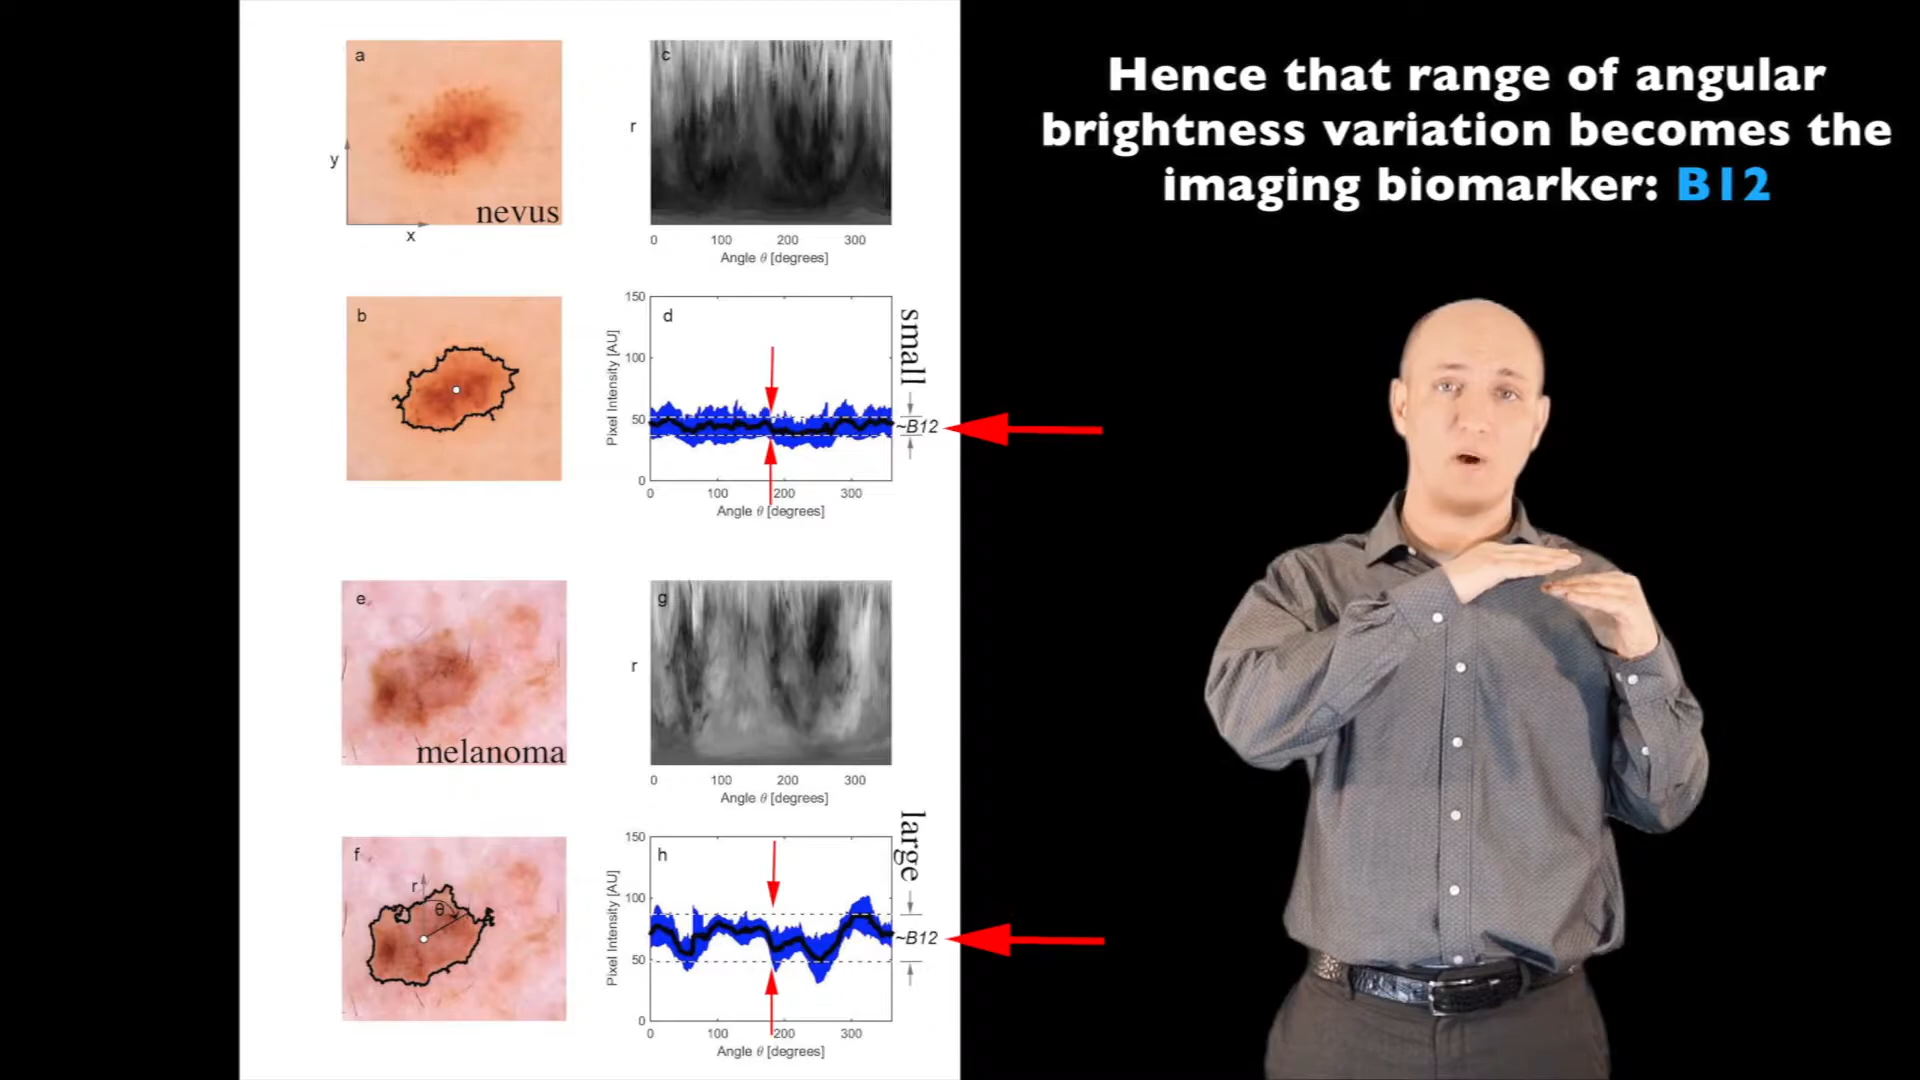 Hence that range of angular
brightness variation becomes the
imaging biomarker: B12
a
y
nevus
x
c
r
0 100 200 300
Angle θ [degrees]
b
150
d
small
100
Pixel Intensity [AU]
50
~B12
0
0 100 200 300
Angle θ [degrees]
e
melanoma
g
r
0 100 200 300
Angle θ [degrees]
f
r
θ
150
h
large
100
Pixel Intensity [AU]
~B12
50
0
0 100 200 300
Angle θ [degrees]